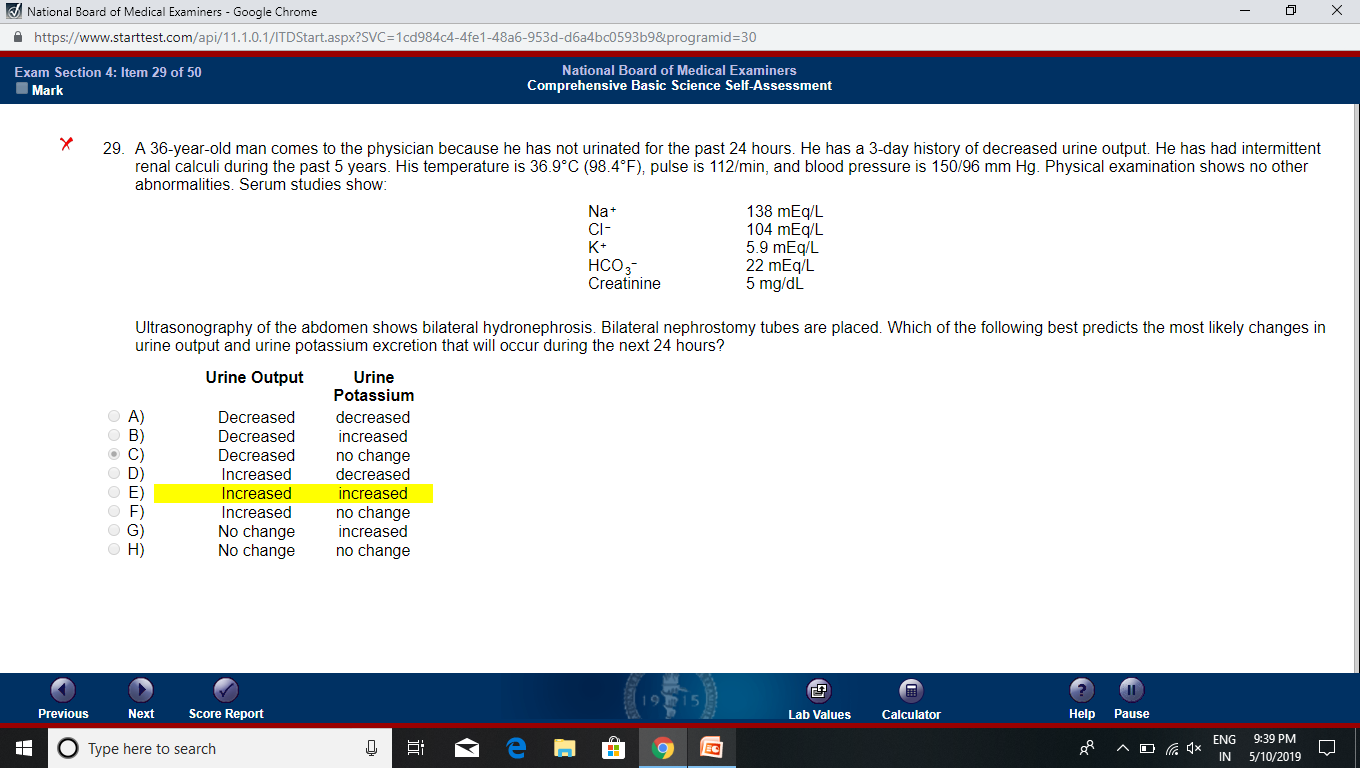 National Board of Medical Examiners - Google Chrome
https://www.starttest.com/api/11.1.0.1/ITDStart.aspx?SVC=1cd984c4-4fe1-48a6-953d-d6a4bc0593b9&programid=30
Exam Section 4: Item 29 of 50
Mark
National Board of Medical Examiners
Comprehensive Basic Science Self-Assessment
29. A 36-year-old man comes to the physician because he has not urinated for the past 24 hours. He has a 3-day history of decreased urine output. He has had intermittent
renal calculi during the past 5 years. His temperature is 36.9°C (98.4°F), pulse is 112/min, and blood pressure is 150/96 mm Hg. Physical examination shows no other
abnormalities. Serum studies show:
Na+ 138 mEq/L
Cl- 104 mEq/L
K+ 5.9 mEq/L
HCO3- 22 mEq/L
Creatinine 5 mg/dL
Ultrasonography of the abdomen shows bilateral hydronephrosis. Bilateral nephrostomy tubes are placed. Which of the following best predicts the most likely changes in
urine output and urine potassium excretion that will occur during the next 24 hours?
Urine Output Urine
Potassium
A) Decreased decreased
B) Decreased increased
C) Decreased no change
D) Increased decreased
E) Increased increased
F) Increased no change
G) No change increased
H) No change no change
19 15
Previous Next Score Report Lab Values Calculator Help Pause
Type here to search
ENG
IN
9:39 PM
5/10/2019